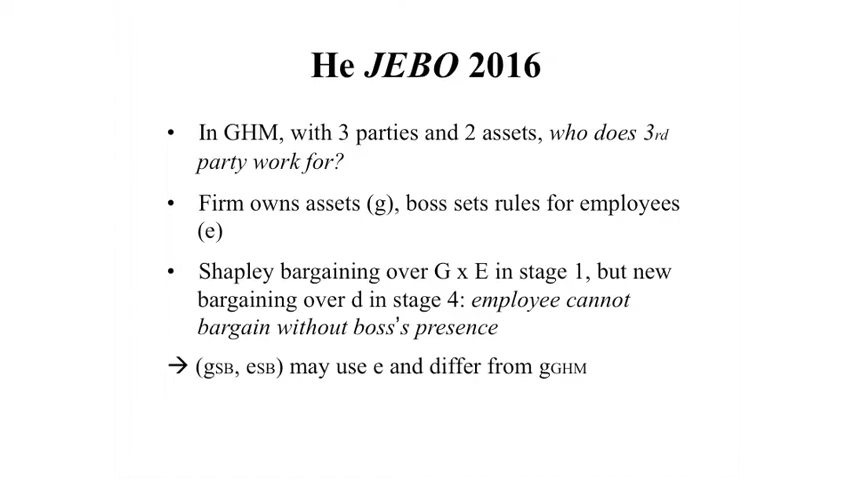 He JEBO 2016
• In GHM, with 3 parties and 2 assets, who does 3rd
party work for?
• Firm owns assets (g), boss sets rules for employees
(e)
• Shapley bargaining over G x E in stage 1, but new
bargaining over d in stage 4: employee cannot
bargain without boss’s presence
→ (gSB, eSB) may use e and differ from gGHM